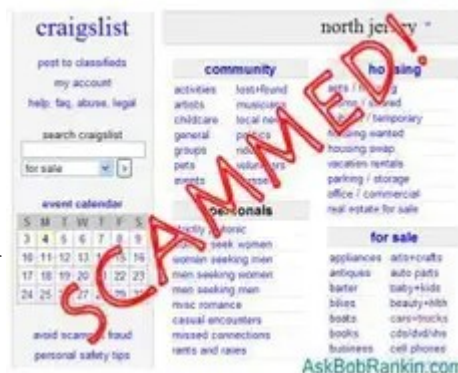 craigslist
post to classifieds
my account
help, faq, abuse, legal
search craigslist
for sale >
event calendar
S M T W T F S
3 4 5 6 7 8 9
10 11 12 13 15 16
17 18 19 20 22 23
24 25 27
avoid scams fraud
personal safety tips
north jersey
community
activities lost+found
artists musicians
childcare local news
general politics
groups
pets volunteers
events
personals
strictly platonic
seek women
women seeking men
men seeking women
men seeking men
misc romance
casual encounters
missed connections
rants and raves
housing
apts / housing
rooms / shared
/ temporary
housing wanted
housing swap
vacation rentals
parking / storage
office / commercial
real estate for sale
for sale
appliances arts+crafts
antiques auto parts
barter baby+kids
bikes beauty+hlth
boats cars+trucks
books cds/dvd/vhs
business cell phones
SCAMMED!
AskBobRankin.com